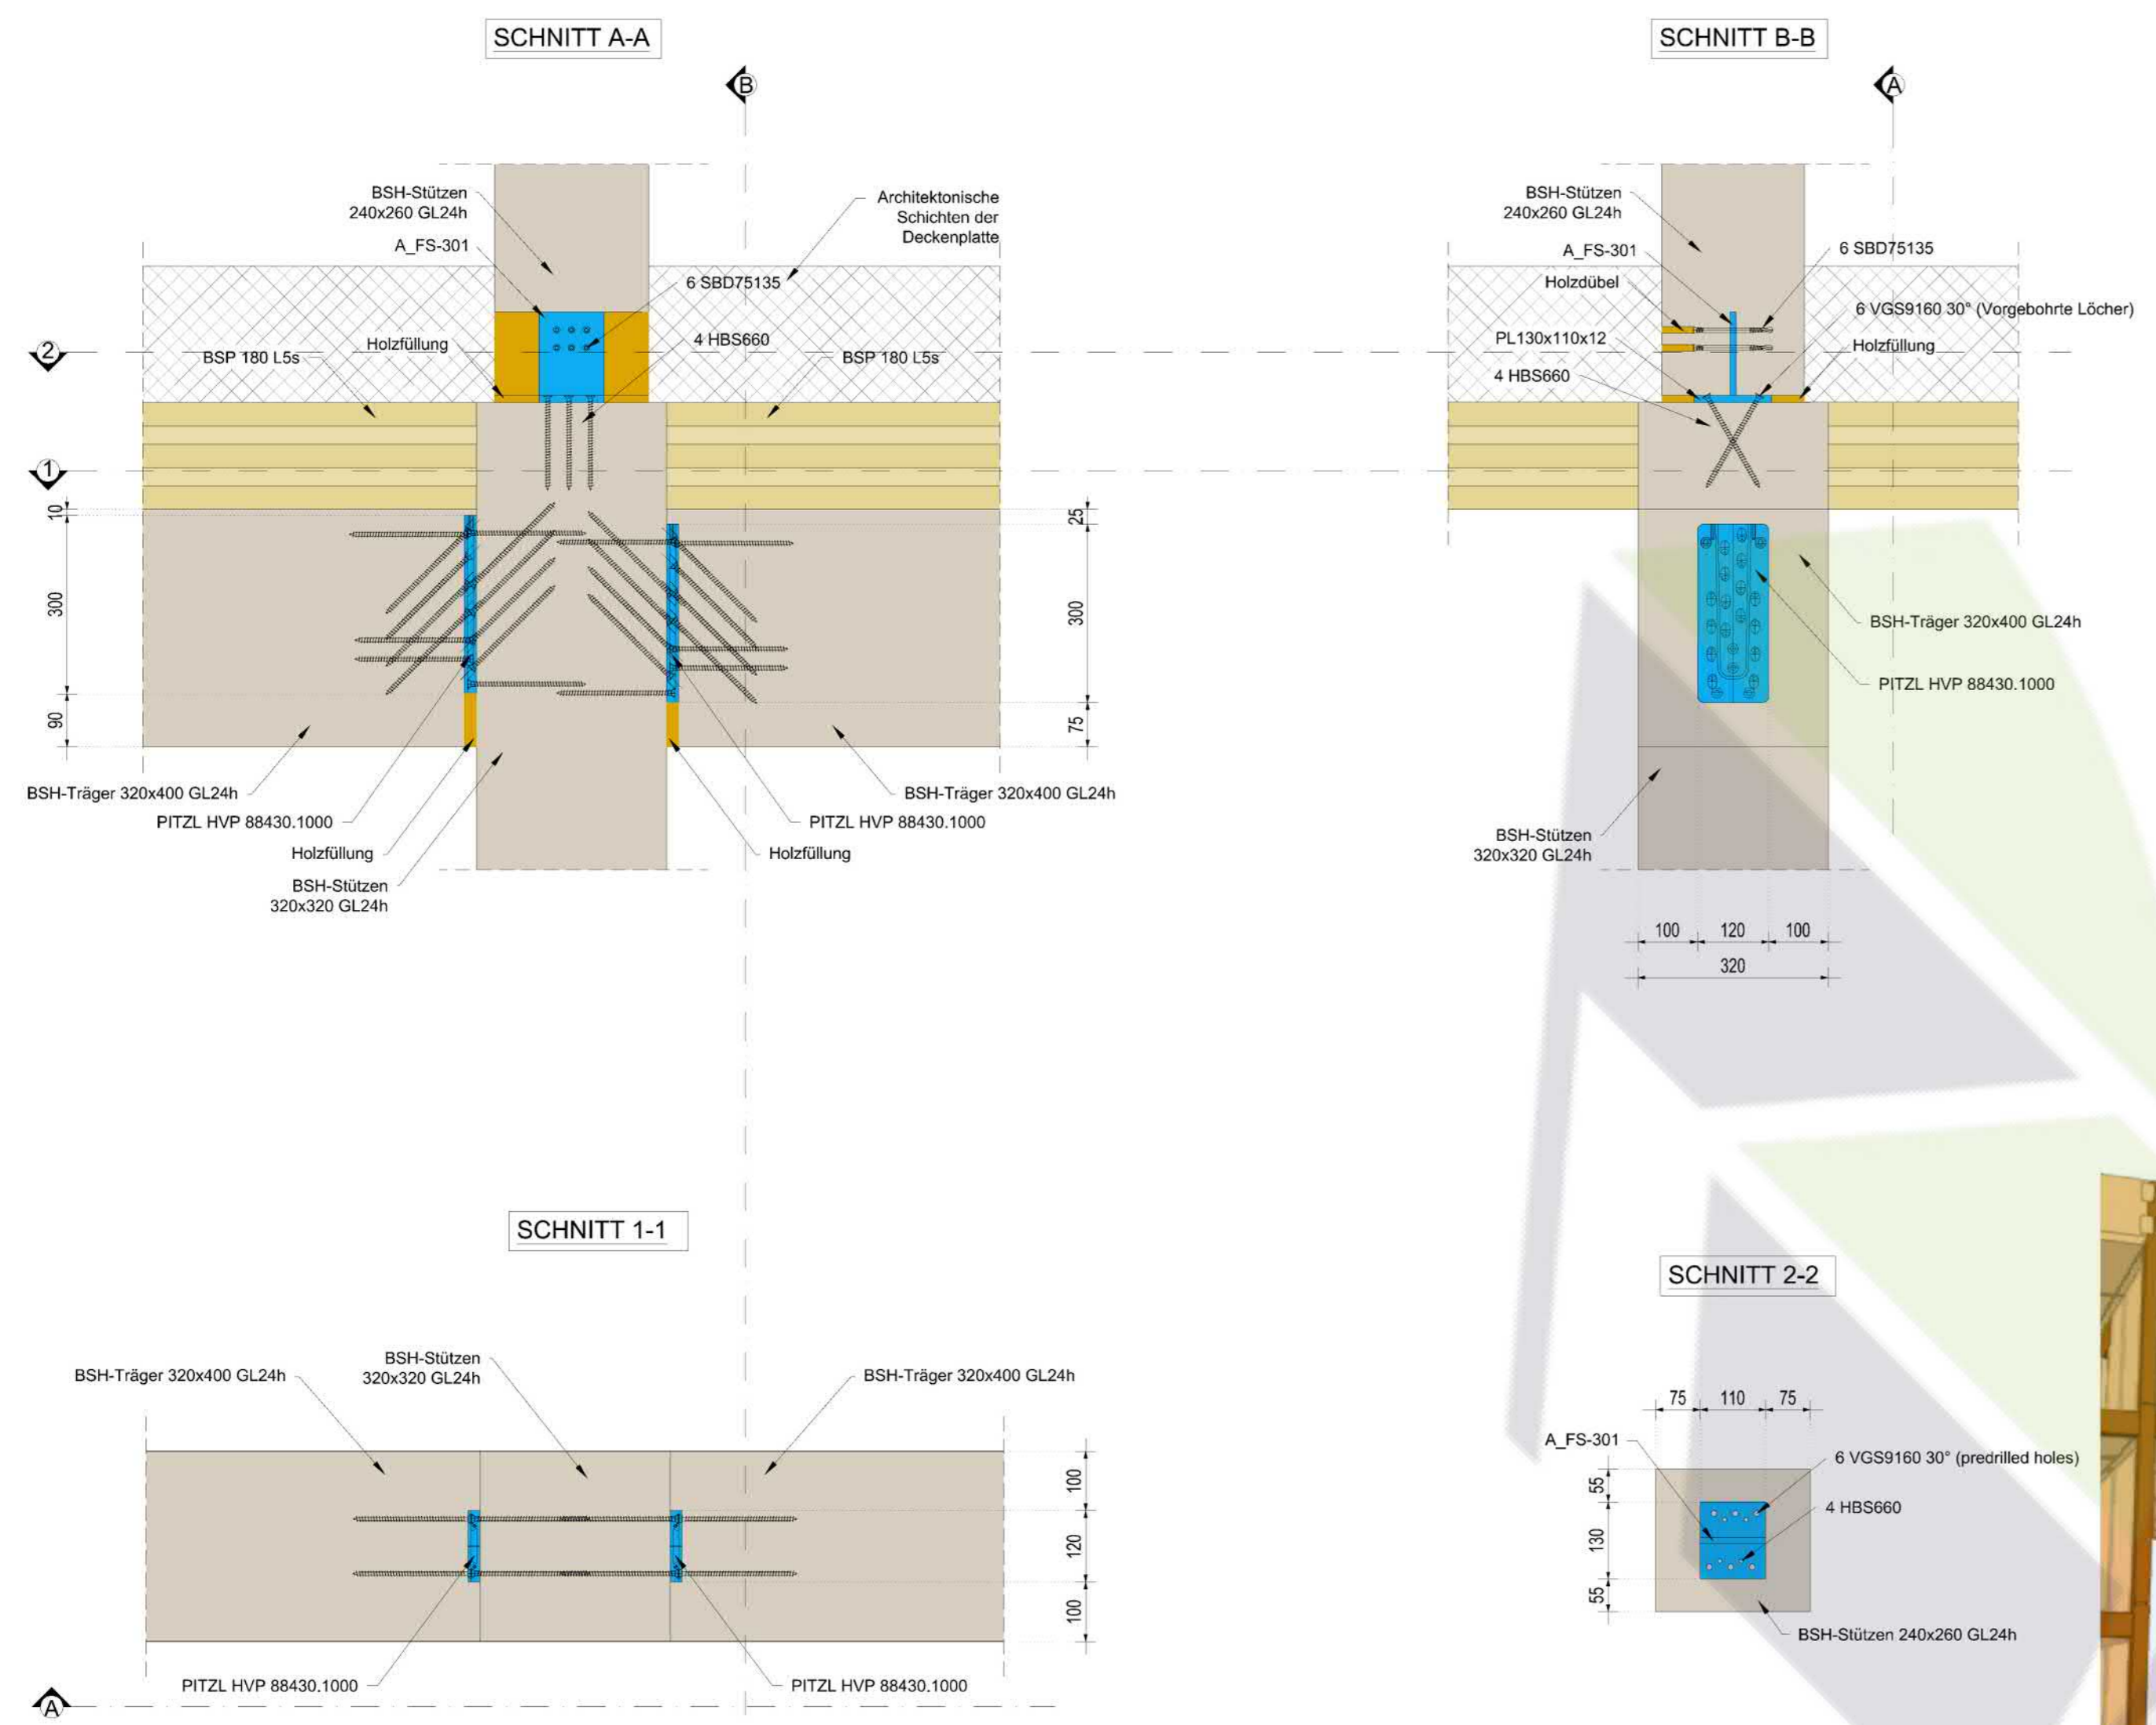 SCHNITT A-A
B
BSH-Stützen
240x260 GL24h
A_FS-301
Architektonische
Schichten der
Deckenplatte
6 SBD75135
4 HBS660
Holzfüllung
BSP 180 L5s
BSP 180 L5s
2
1
10
300
90
25
300
75
BSH-Träger 320x400 GL24h
PITZL HVP 88430.1000
Holzfüllung
BSH-Stützen
320x320 GL24h
BSH-Träger 320x400 GL24h
PITZL HVP 88430.1000
Holzfüllung
SCHNITT B-B
A
BSH-Stützen
240x260 GL24h
A_FS-301
Holzdübel
PL130x110x12
4 HBS660
6 SBD75135
6 VGS9160 30° (Vorgebohrte Löcher)
Holzfüllung
BSH-Träger 320x400 GL24h
PITZL HVP 88430.1000
BSH-Stützen
320x320 GL24h
100 120 100
320
SCHNITT 1-1
BSH-Träger 320x400 GL24h
BSH-Stützen
320x320 GL24h
BSH-Träger 320x400 GL24h
100
120
100
PITZL HVP 88430.1000
PITZL HVP 88430.1000
A
SCHNITT 2-2
75 110 75
A_FS-301
6 VGS9160 30° (predrilled holes)
4 HBS660
55
130
55
BSH-Stützen 240x260 GL24h